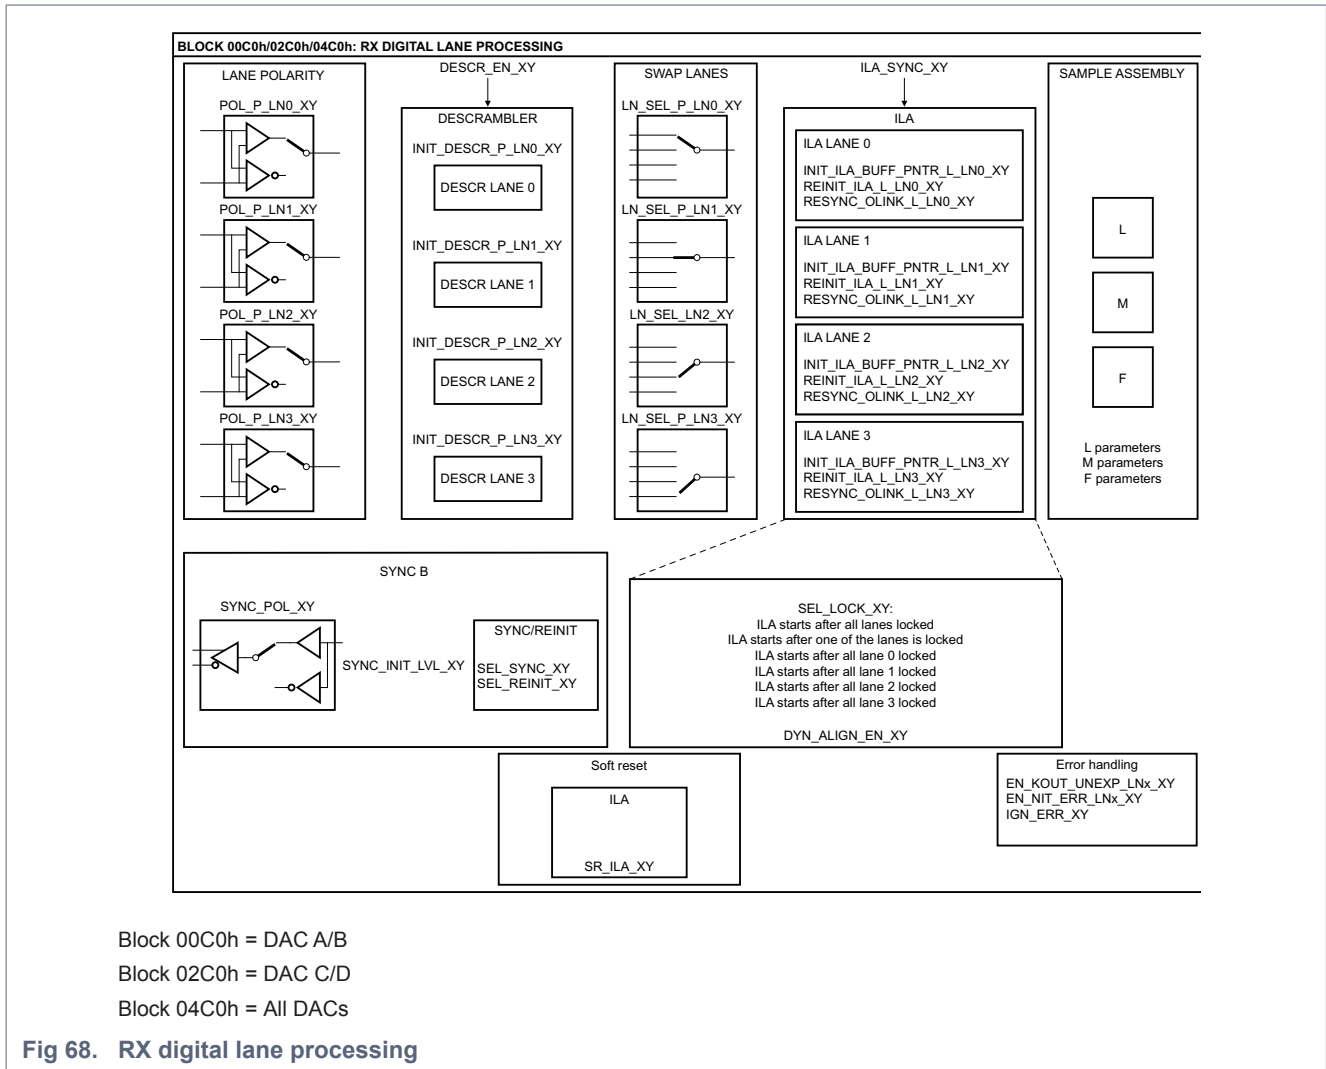 BLOCK 00C0h/02C0h/04C0h: RX DIGITAL LANE PROCESSING
LANE POLARITY
POL_P_LN0_XY
POL_P_LN1_XY
POL_P_LN2_XY
POL_P_LN3_XY
DESCR_EN_XY
DESCRAMBLER
INIT_DESCR_P_LN0_XY
DESCR LANE 0
INIT_DESCR_P_LN1_XY
DESCR LANE 1
INIT_DESCR_P_LN2_XY
DESCR LANE 2
INIT_DESCR_P_LN3_XY
DESCR LANE 3
SWAP LANES
LN_SEL_P_LN0_XY
LN_SEL_P_LN1_XY
LN_SEL_LN2_XY
LN_SEL_P_LN3_XY
ILA_SYNC_XY
ILA
ILA LANE 0
INIT_ILA_BUFF_PNTR_L_LN0_XY
REINIT_ILA_L_LN0_XY
RESYNC_OLINK_L_LN0_XY
ILA LANE 1
INIT_ILA_BUFF_PNTR_L_LN1_XY
REINIT_ILA_L_LN1_XY
RESYNC_OLINK_L_LN1_XY
ILA LANE 2
INIT_ILA_BUFF_PNTR_L_LN2_XY
REINIT_ILA_L_LN2_XY
RESYNC_OLINK_L_LN2_XY
ILA LANE 3
INIT_ILA_BUFF_PNTR_L_LN3_XY
REINIT_ILA_L_LN3_XY
RESYNC_OLINK_L_LN3_XY
SAMPLE ASSEMBLY
L
M
F
L parameters
M parameters
F parameters
SYNC B
SYNC_POL_XY
SYNC_INIT_LVL_XY
SYNC/REINIT
SEL_SYNC_XY
SEL_REINIT_XY
SEL_LOCK_XY:
ILA starts after all lanes locked
ILA starts after one of the lanes is locked
ILA starts after all lane 0 locked
ILA starts after all lane 1 locked
ILA starts after all lane 2 locked
ILA starts after all lane 3 locked
DYN_ALIGN_EN_XY
Soft reset
ILA
SR_ILA_XY
Error handling
EN_KOUT_UNEXP_LNx_XY
EN_NIT_ERR_LNx_XY
IGN_ERR_XY
Block 00C0h = DAC A/B
Block 02C0h = DAC C/D
Block 04C0h = All DACs
Fig 68. RX digital lane processing